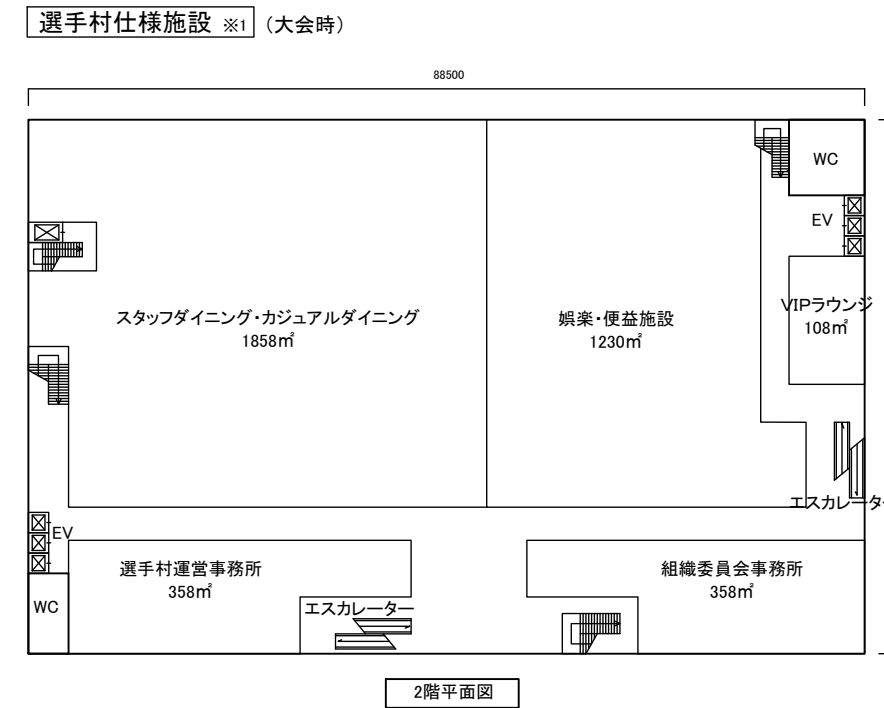 選手村仕様施設 ※1 (大会時)
88500
WC
EV
スタッフダイニング・カジュアルダイニング
1858㎡
娯楽・便益施設
1230㎡
VIPラウンジ
108㎡
エスカレーター
EV
選手村運営事務所
358㎡
組織委員会事務所
358㎡
WC
エスカレーター
2階平面図